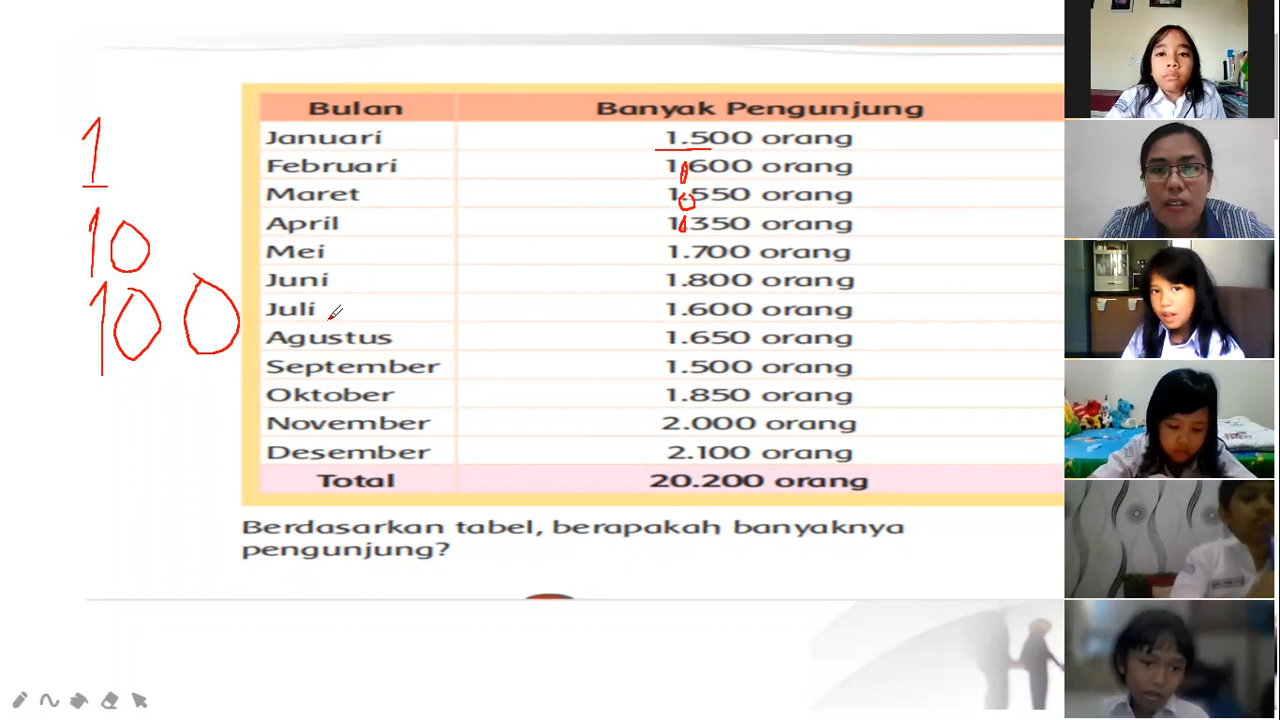 1
10
100
Bulan Banyak Pengunjung
Januari 1.500 orang
Februari 1.600 orang
Maret 1.550 orang
April 1.350 orang
Mei 1.700 orang
Juni 1.800 orang
Juli 1.600 orang
Agustus 1.650 orang
September 1.500 orang
Oktober 1.850 orang
November 2.000 orang
Desember 2.100 orang
Total 20.200 orang
Berdasarkan tabel, berapakah banyaknya
pengunjung?